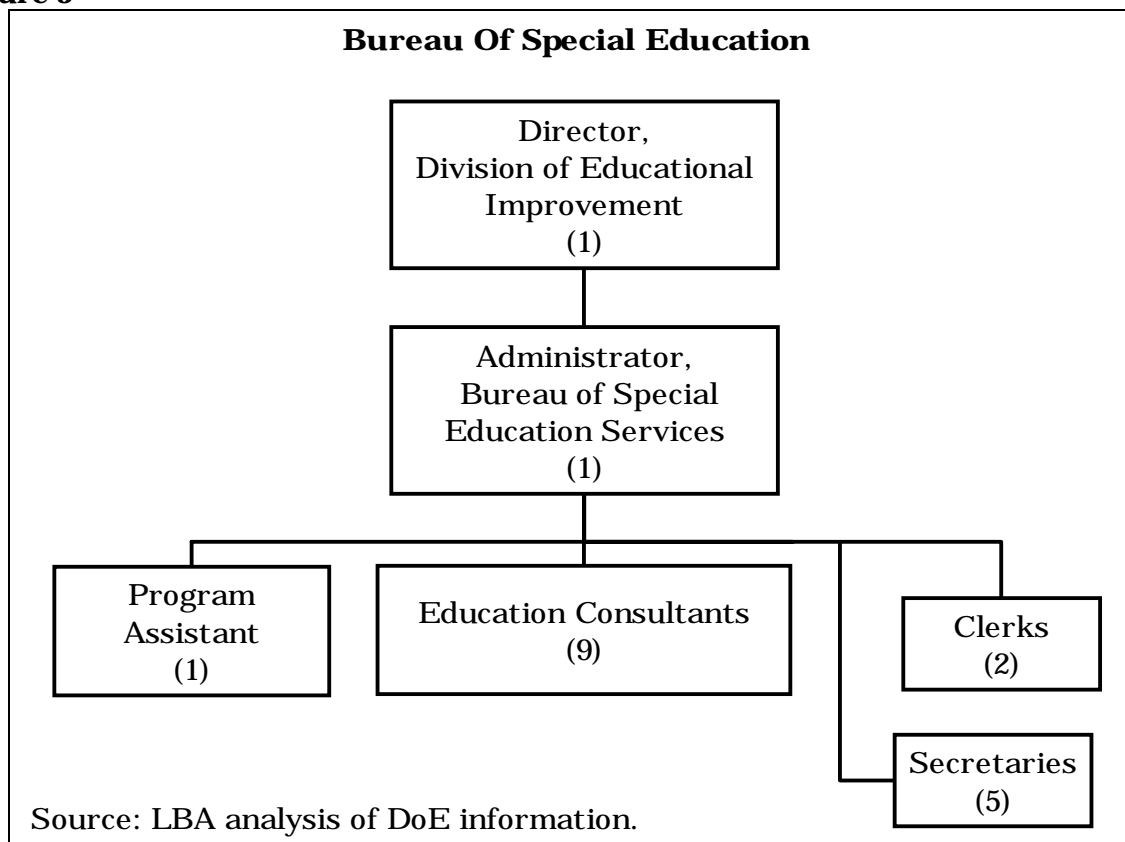 Bureau Of Special Education
Director,
Division of Educational
Improvement
(1)
Administrator,
Bureau of Special
Education Services
(1)
Program
Assistant
(1)
Education Consultants
(9)
Clerks
(2)
Secretaries
(5)
Source: LBA analysis of DoE information.